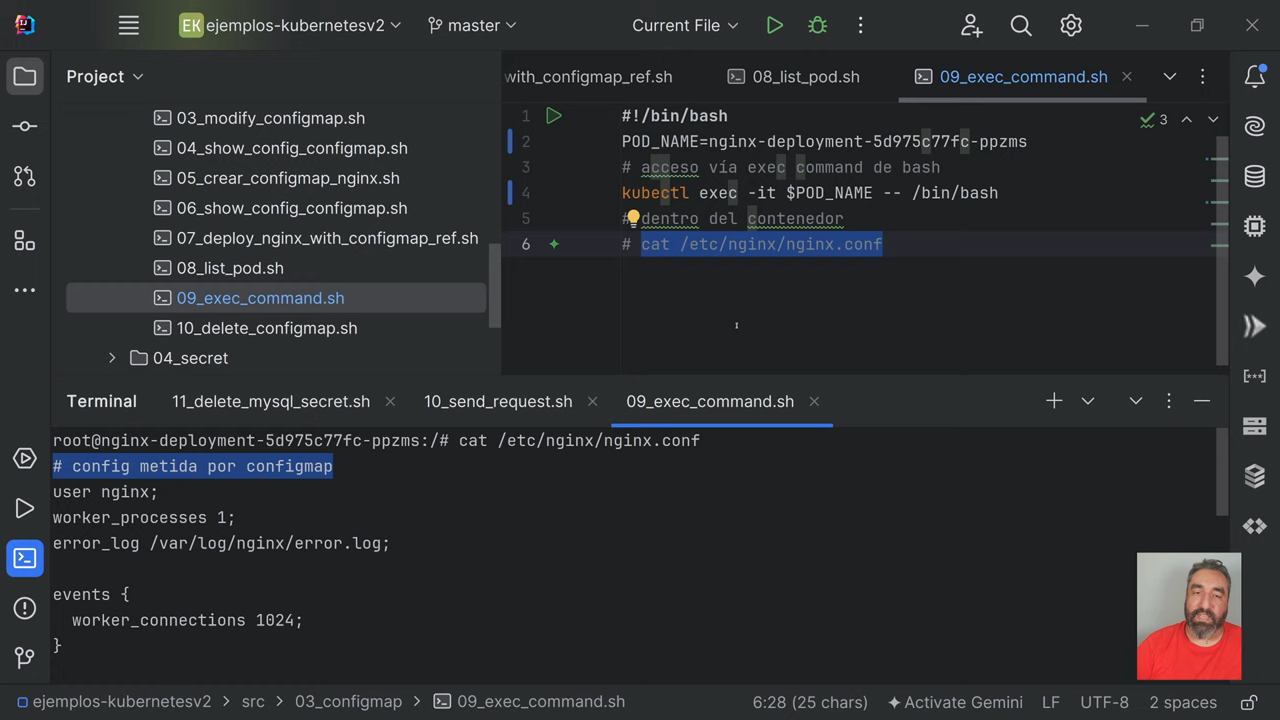 EK ejemplos-kubernetesv2
master
Current File
Project
with_configmap_ref.sh
08_list_pod.sh
09_exec_command.sh
03_modify_configmap.sh
04_show_config_configmap.sh
05_crear_configmap_nginx.sh
06_show_config_configmap.sh
07_deploy_nginx_with_configmap_ref.sh
08_list_pod.sh
09_exec_command.sh
10_delete_configmap.sh
04_secret
1 #!/bin/bash
2 POD_NAME=nginx-deployment-5d975c77fc-ppzms
3 # acceso vía exec command de bash
4 kubectl exec -it $POD_NAME -- /bin/bash
5 # dentro del contenedor
6 # cat /etc/nginx/nginx.conf
3
Terminal
11_delete_mysql_secret.sh
10_send_request.sh
09_exec_command.sh
root@nginx-deployment-5d975c77fc-ppzms:/# cat /etc/nginx/nginx.conf
# config metida por configmap
user nginx;
worker_processes 1;
error_log /var/log/nginx/error.log;
events {
worker_connections 1024;
}
ejemplos-kubernetesv2 > src > 03_configmap > 09_exec_command.sh
6:28 (25 chars)
Activate Gemini
LF
UTF-8
2 spaces